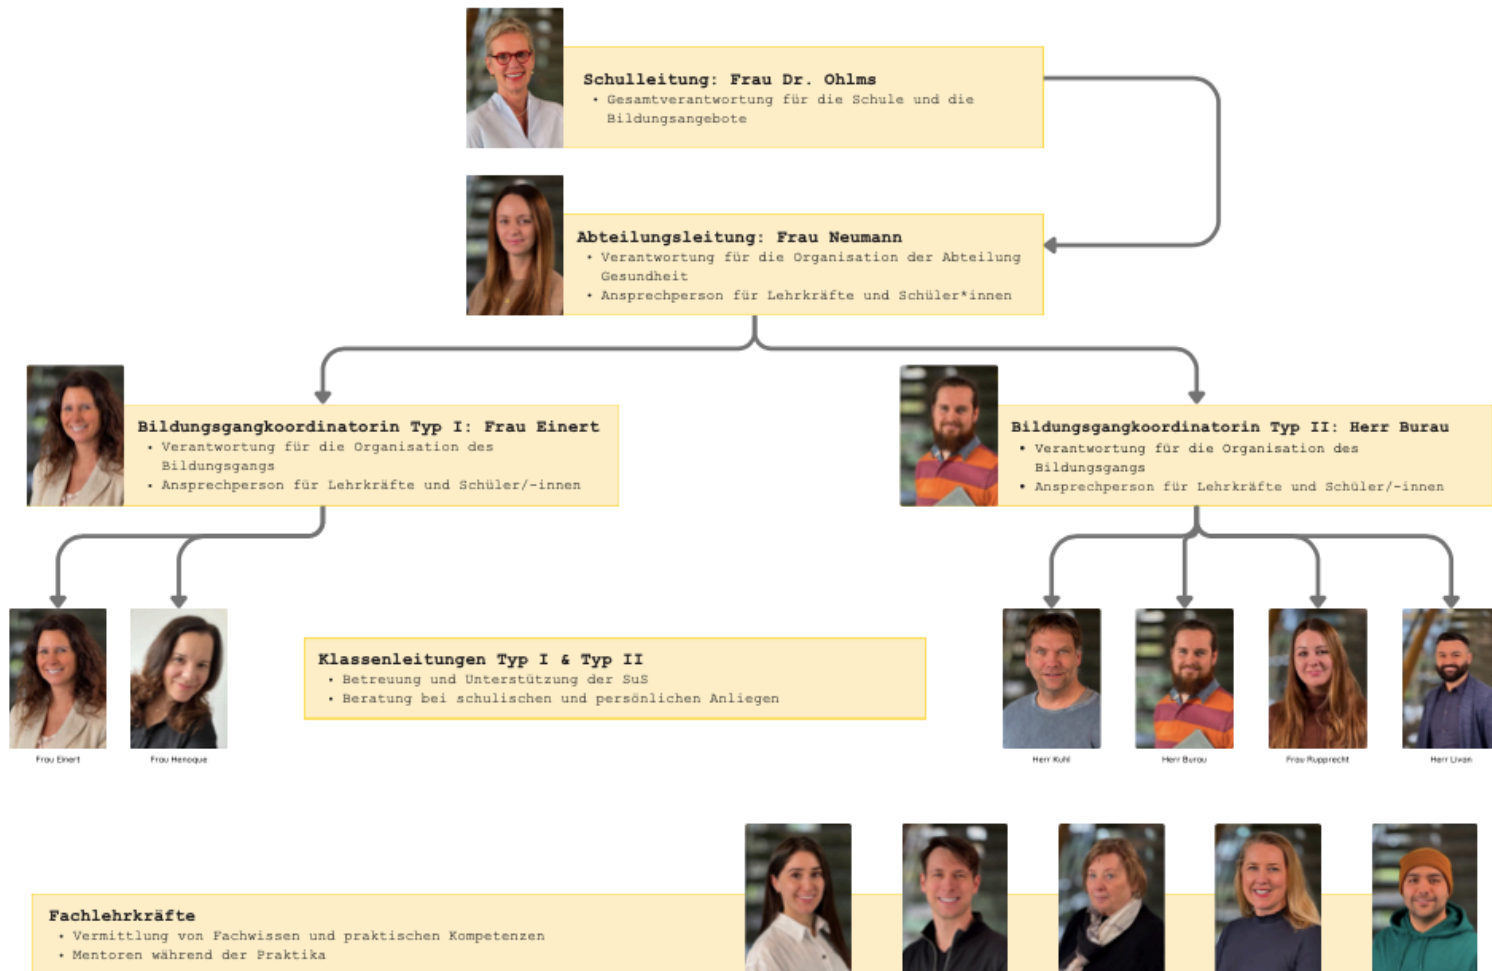 Schulleitung: Frau Dr. Ohlms
• Gesamtverantwortung für die Schule und die
Bildungsangebote
Abteilungsleitung: Frau Neumann
• Verantwortung für die Organisation der Abteilung
Gesundheit
• Ansprechperson für Lehrkräfte und Schüler*innen
Bildungsgangkoordinatorin Typ I: Frau Einert
• Verantwortung für die Organisation des
Bildungsgangs
• Ansprechperson für Lehrkräfte und Schüler/-innen
Bildungsgangkoordinatorin Typ II: Herr Burau
• Verantwortung für die Organisation des
Bildungsgangs
• Ansprechperson für Lehrkräfte und Schüler/-innen
Klassenleitungen Typ I & Typ II
• Betreuung und Unterstützung der SuS
• Beratung bei schulischen und persönlichen Anliegen
Frau Einert
Frau Henoque
Herr Kuhl
Herr Burau
Frau Rupprecht
Herr Livan
Fachlehrkräfte
• Vermittlung von Fachwissen und praktischen Kompetenzen
• Mentoren während der Praktika